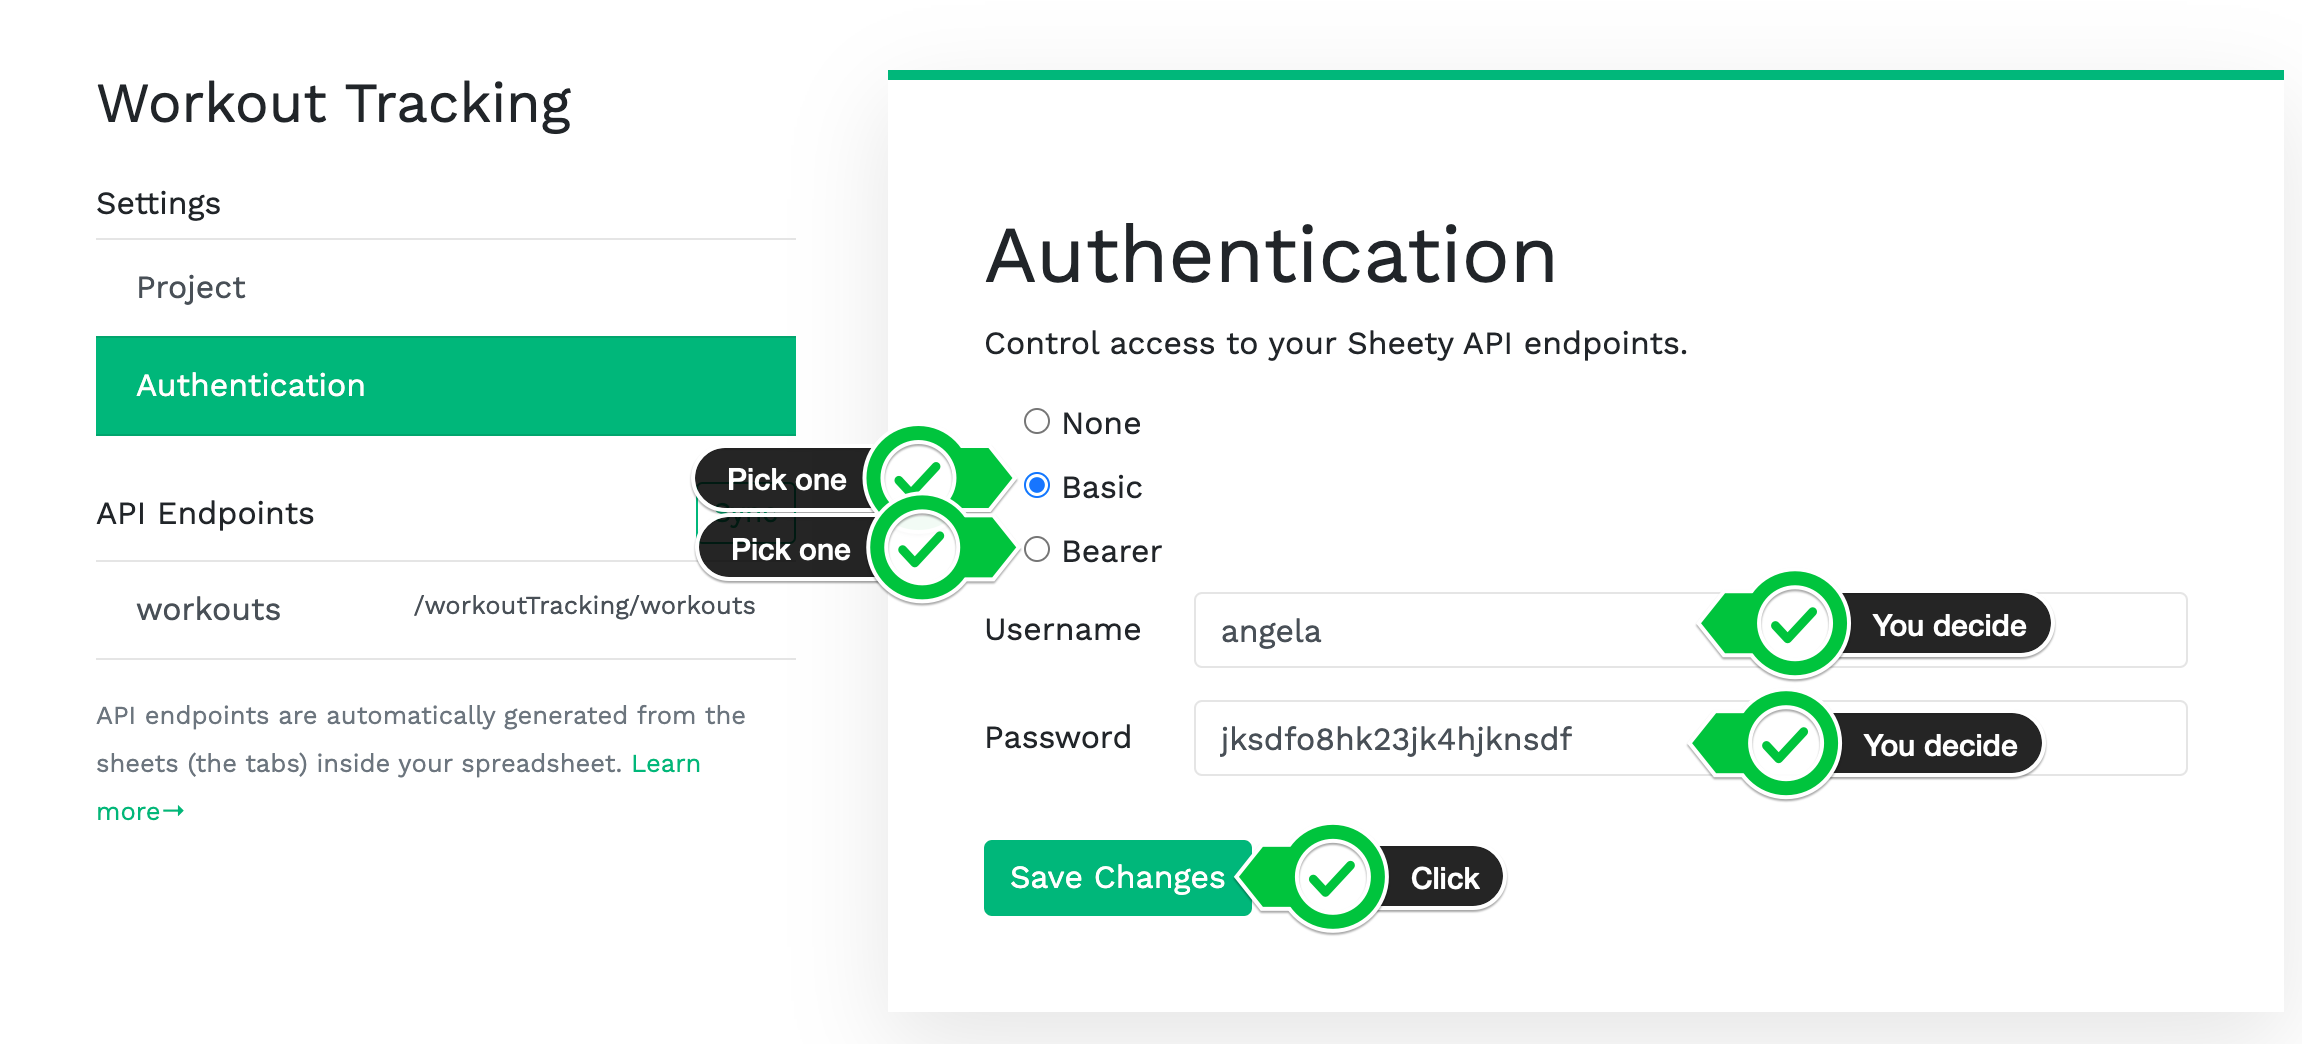 Workout Tracking
Settings
Project
Authentication
API Endpoints
Sync
workouts
/workoutTracking/workouts
API endpoints are automatically generated from the
sheets (the tabs) inside your spreadsheet. Learn
more→
Authentication
Control access to your Sheety API endpoints.
None
Pick one
Basic
Pick one
Bearer
Username
angela
You decide
Password
jksdfo8hk23jk4hjknsdf
You decide
Save Changes
Click